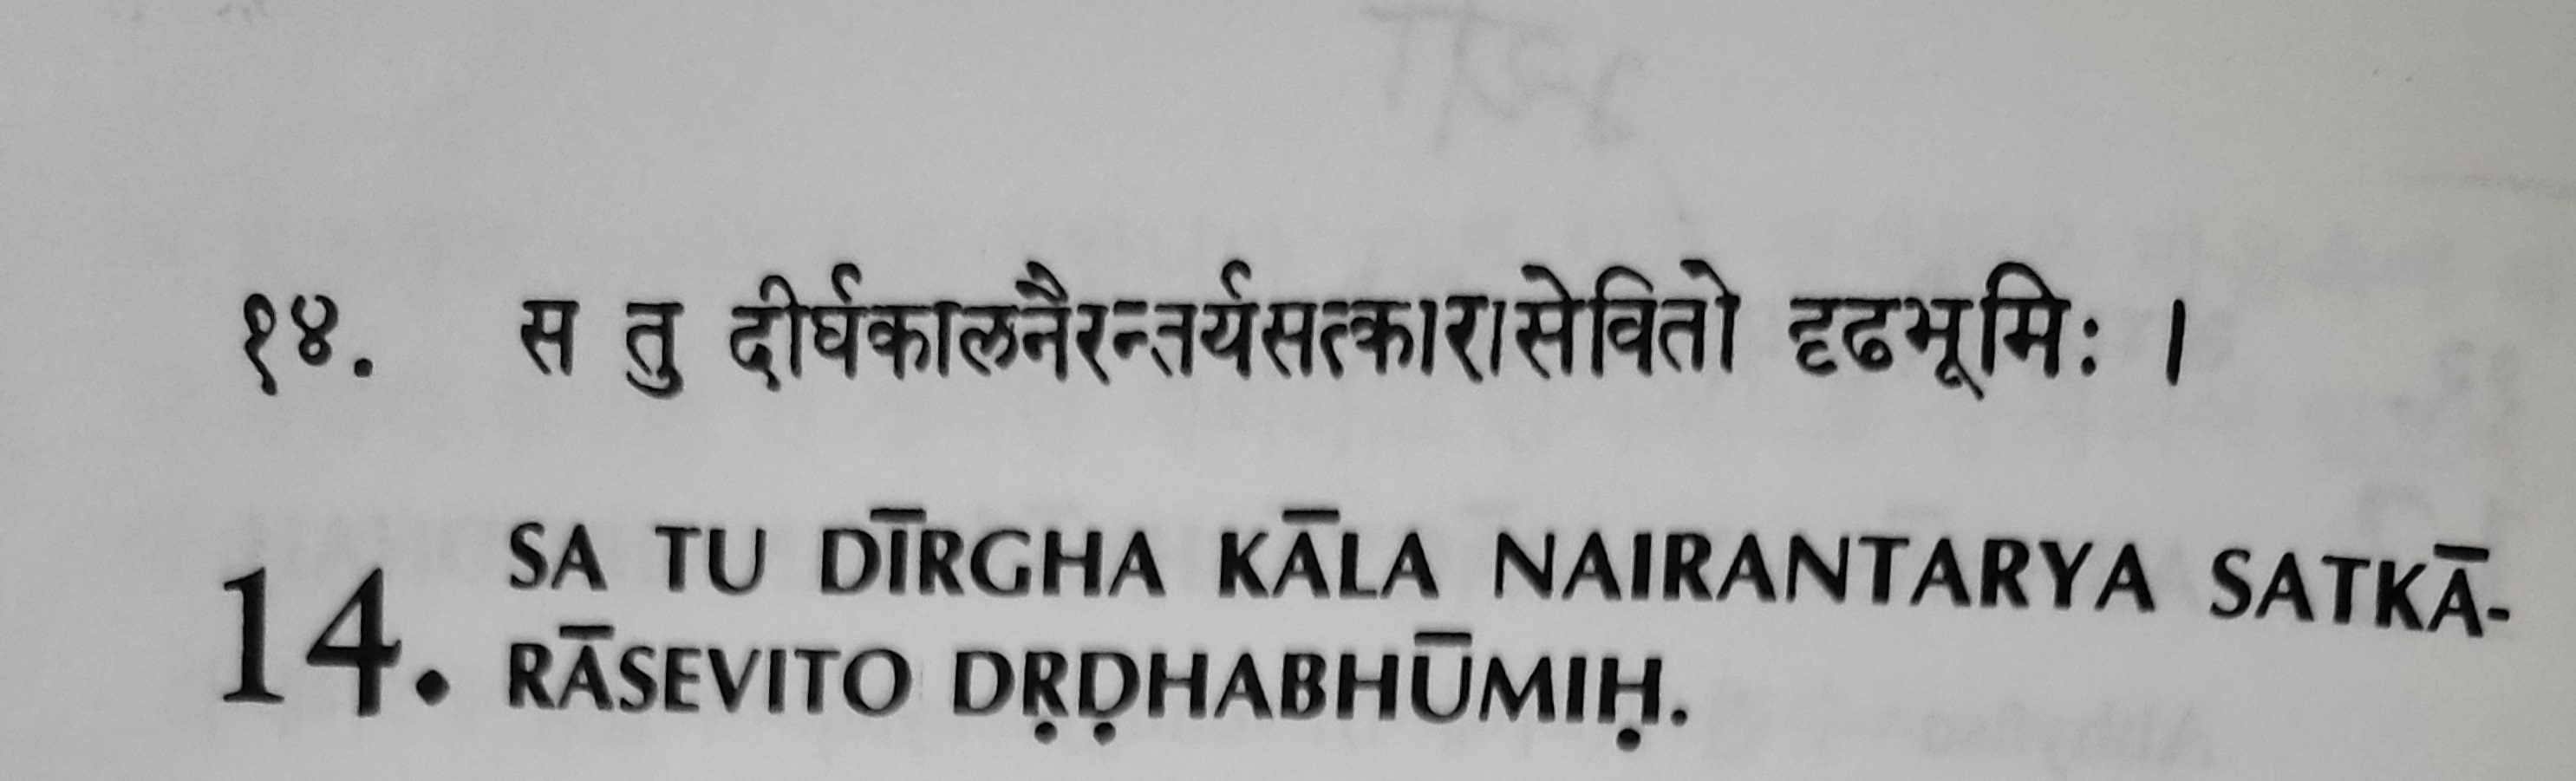 १४. स तु दीर्घकालनैरन्तर्यसत्कारासेवितो दृढभूमिः ।
14. SA TU DĪRGHA KĀLA NAIRANTARYA SATKĀ-
RĀSEVITO DṚḌHABHŪMIḤ.